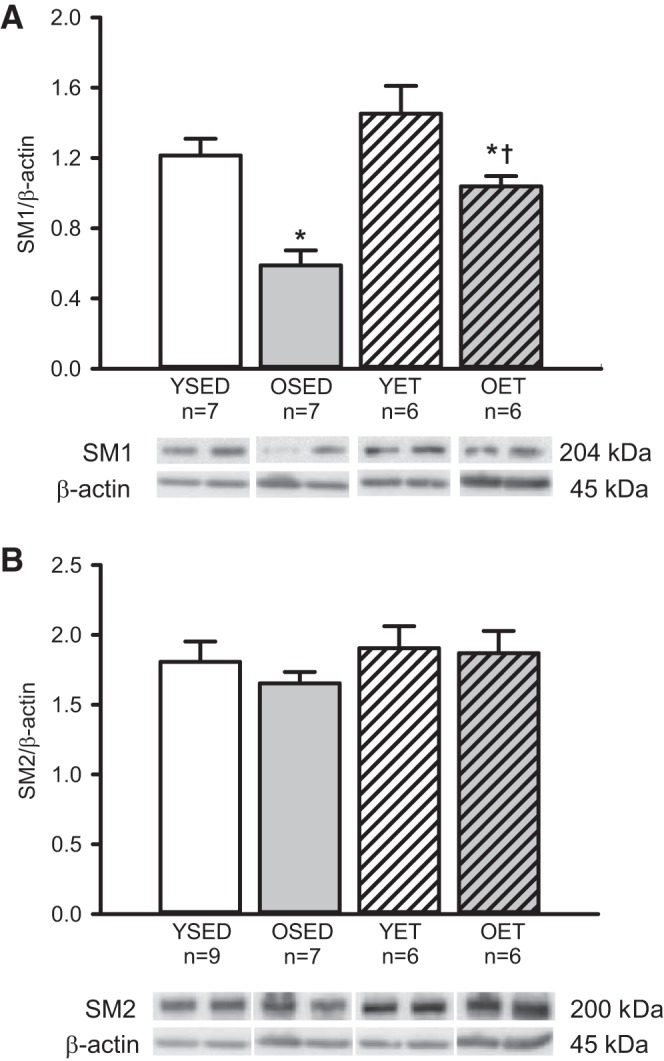 A
SM1/β-actin
2.0
1.6
1.2
0.8
0.4
0.0
*
*†
YSED OSED YET OET
n=7 n=7 n=6 n=6
SM1 204 kDa
β-actin 45 kDa
B
SM2/β-actin
2.5
2.0
1.5
1.0
0.5
0.0
YSED OSED YET OET
n=9 n=7 n=6 n=6
SM2 200 kDa
β-actin 45 kDa